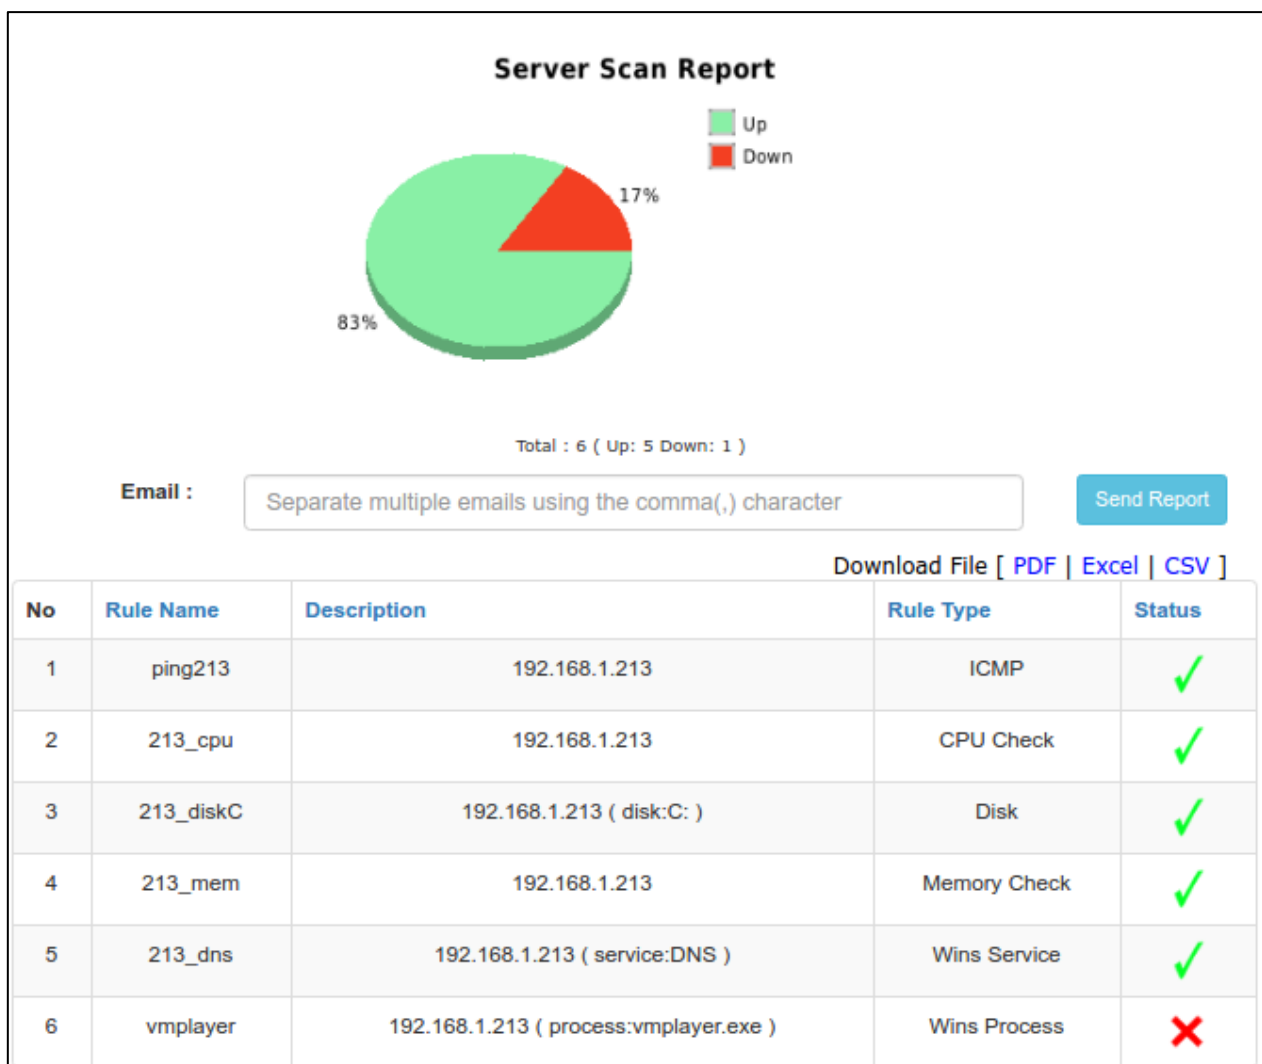 Server Scan Report
Up
Down
17%
83%
Total : 6 ( Up: 5 Down: 1 )
Email : Separate multiple emails using the comma(,) character Send Report
Download File [ PDF | Excel | CSV ]
No Rule Name Description Rule Type Status
1 ping213 192.168.1.213 ICMP
2 213_cpu 192.168.1.213 CPU Check
3 213_diskC 192.168.1.213 ( disk:C: ) Disk
4 213_mem 192.168.1.213 Memory Check
5 213_dns 192.168.1.213 ( service:DNS ) Wins Service
6 vmplayer 192.168.1.213 ( process:vmplayer.exe ) Wins Process